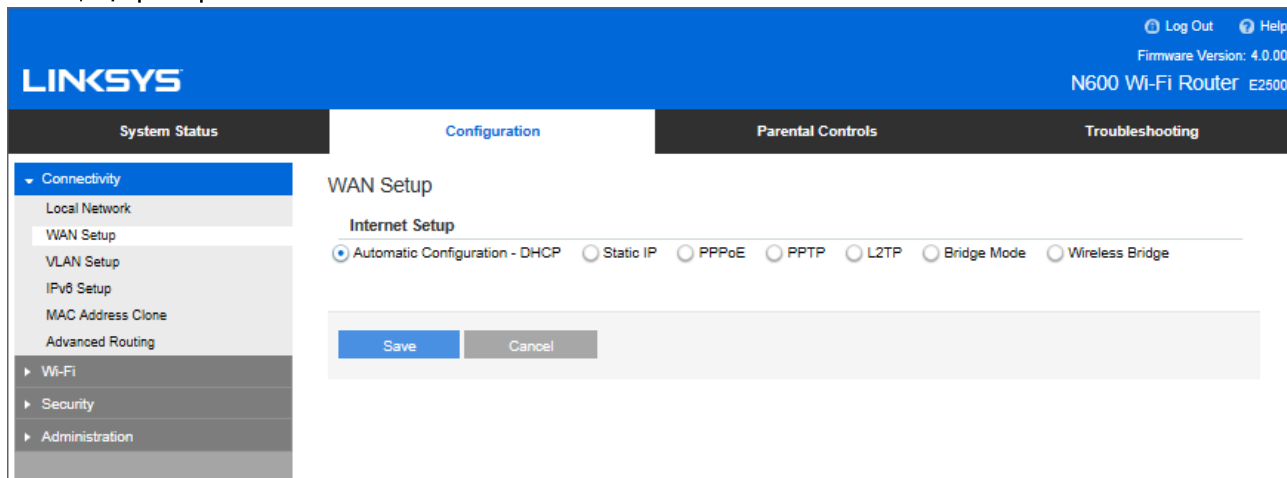 Log Out Help
Firmware Version: 4.0.00
LINKSYS
N600 Wi-Fi Router E2500
System Status Configuration Parental Controls Troubleshooting
Connectivity
Local Network
WAN Setup
VLAN Setup
IPv6 Setup
MAC Address Clone
Advanced Routing
Wi-Fi
Security
Administration
WAN Setup
Internet Setup
Automatic Configuration - DHCP Static IP PPPoE PPTP L2TP Bridge Mode Wireless Bridge
Save Cancel